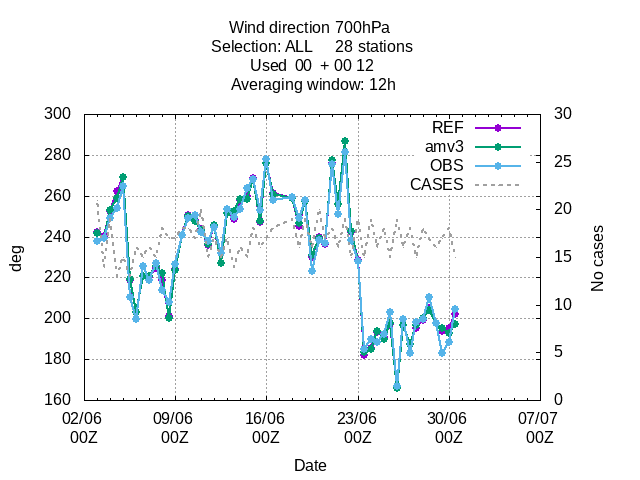 Wind direction 700hPa
Selection: ALL 28 stations
Used 00 + 00 12
Averaging window: 12h
300 30
REF
amv3
OBS
CASES
280 25
260
240 20
220 15
200 10
180 5
160 0
deg
No cases
02/06 09/06 16/06 23/06 30/06 07/07
00Z 00Z 00Z 00Z 00Z 00Z
Date